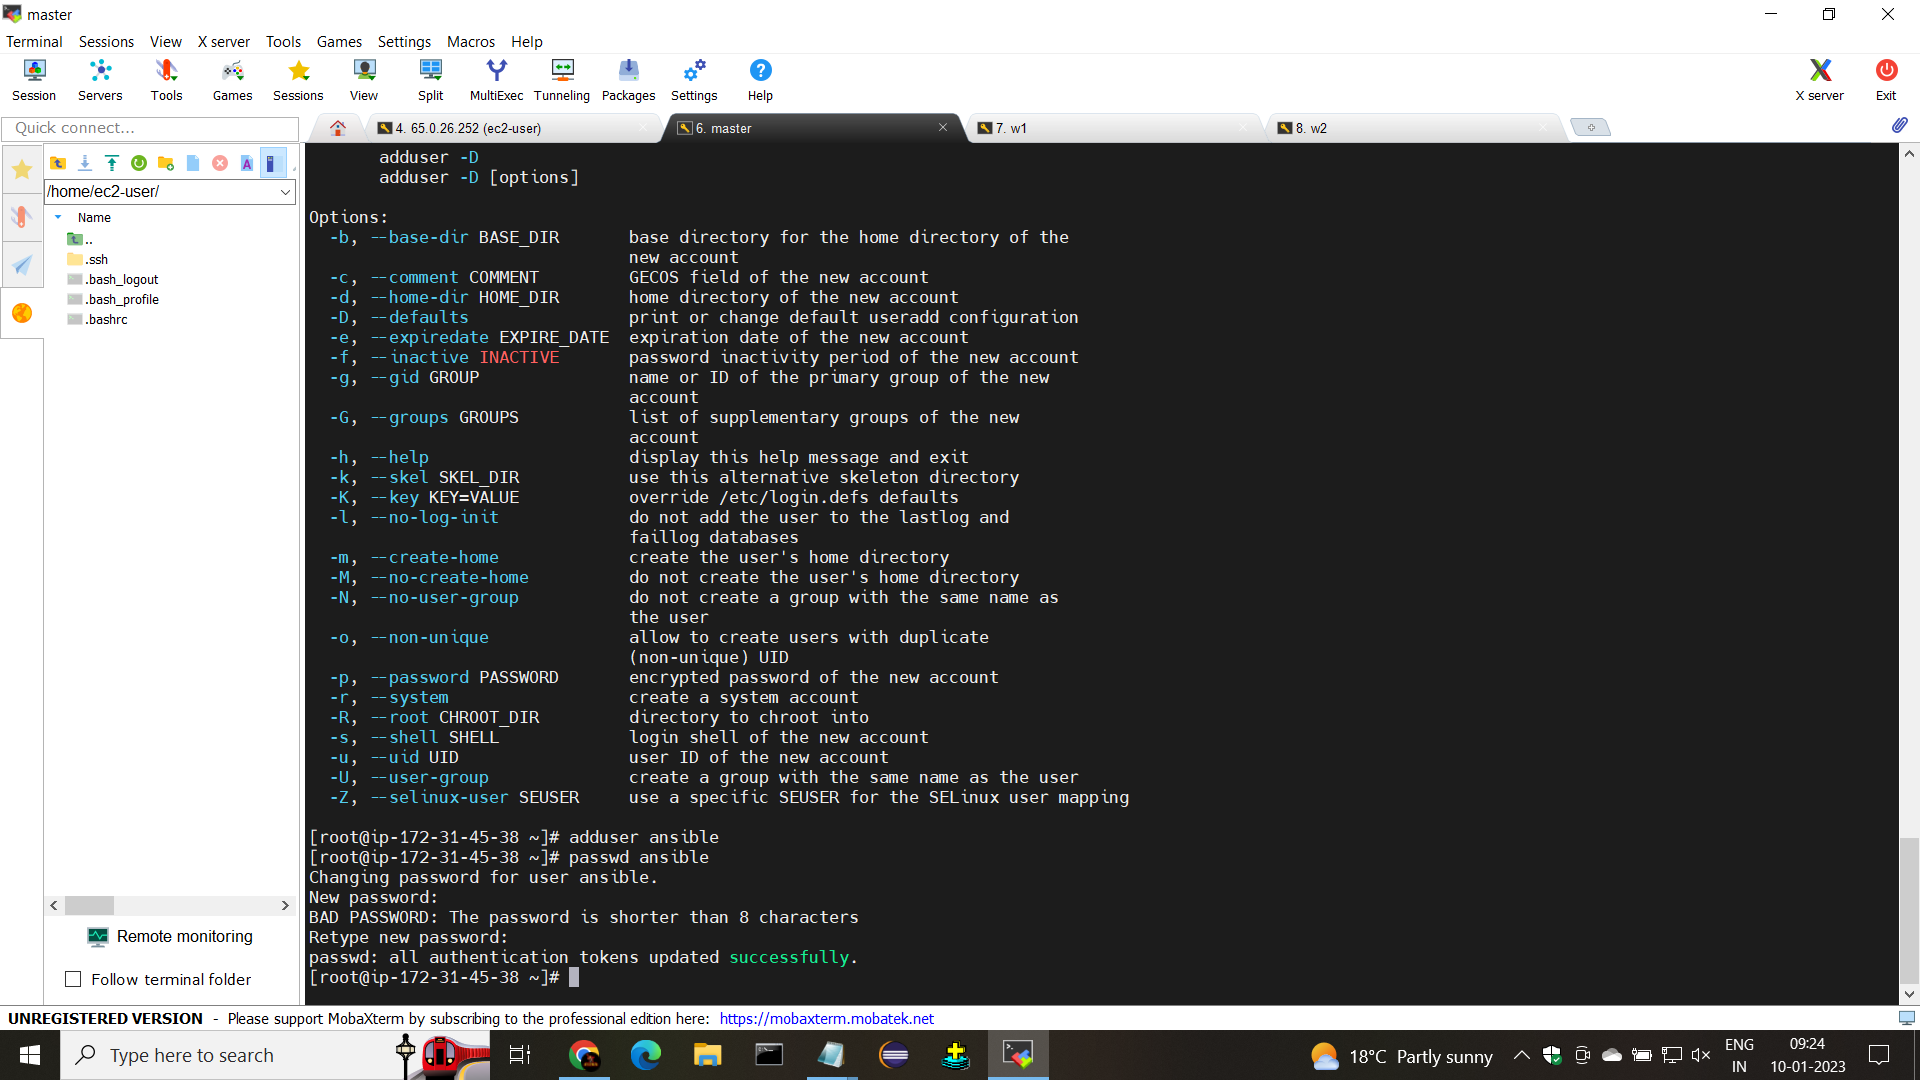 master
Terminal Sessions View X server Tools Games Settings Macros Help
Session Servers Tools Games Sessions View Split MultiExec Tunneling Packages Settings Help X server Exit
Quick connect...
4. 65.0.26.252 (ec2-user)
6. master
7. w1
8. w2
/home/ec2-user/
Name
..
.ssh
.bash_logout
.bash_profile
.bashrc
Remote monitoring
Follow terminal folder
adduser -D
adduser -D [options]
Options:
-b, --base-dir BASE_DIR base directory for the home directory of the
new account
-c, --comment COMMENT GECOS field of the new account
-d, --home-dir HOME_DIR home directory of the new account
-D, --defaults print or change default useradd configuration
-e, --expiredate EXPIRE_DATE expiration date of the new account
-f, --inactive INACTIVE password inactivity period of the new account
-g, --gid GROUP name or ID of the primary group of the new
account
-G, --groups GROUPS list of supplementary groups of the new
account
-h, --help display this help message and exit
-k, --skel SKEL_DIR use this alternative skeleton directory
-K, --key KEY=VALUE override /etc/login.defs defaults
-l, --no-log-init do not add the user to the lastlog and
faillog databases
-m, --create-home create the user's home directory
-M, --no-create-home do not create the user's home directory
-N, --no-user-group do not create a group with the same name as
the user
-o, --non-unique allow to create users with duplicate
(non-unique) UID
-p, --password PASSWORD encrypted password of the new account
-r, --system create a system account
-R, --root CHROOT_DIR directory to chroot into
-s, --shell SHELL login shell of the new account
-u, --uid UID user ID of the new account
-U, --user-group create a group with the same name as the user
-Z, --selinux-user SEUSER use a specific SEUSER for the SELinux user mapping
[root@ip-172-31-45-38 ~]# adduser ansible
[root@ip-172-31-45-38 ~]# passwd ansible
Changing password for user ansible.
New password:
BAD PASSWORD: The password is shorter than 8 characters
Retype new password:
passwd: all authentication tokens updated successfully.
[root@ip-172-31-45-38 ~]#
UNREGISTERED VERSION - Please support MobaXterm by subscribing to the professional edition here: https://mobaxterm.mobatek.net
Type here to search
18°C Partly sunny
ENG
IN
09:24
10-01-2023